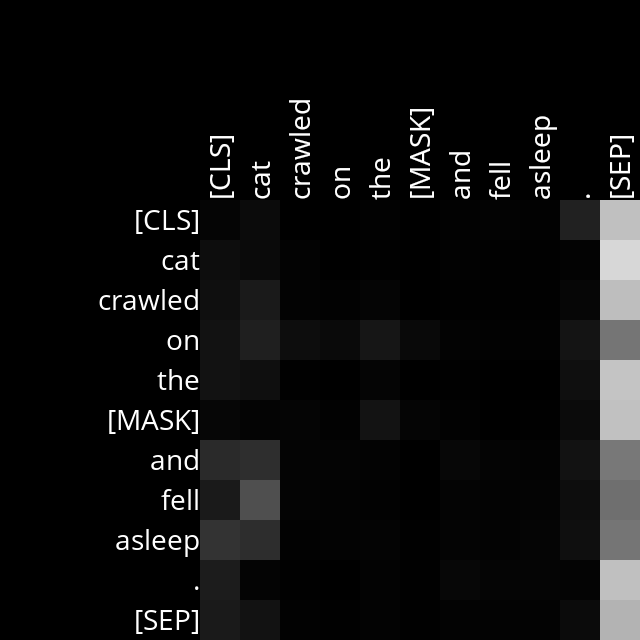 [CLS] cat crawled on the [MASK] and fell asleep . [SEP]
[CLS]
cat
crawled
on
the
[MASK]
and
fell
asleep
.
[SEP]